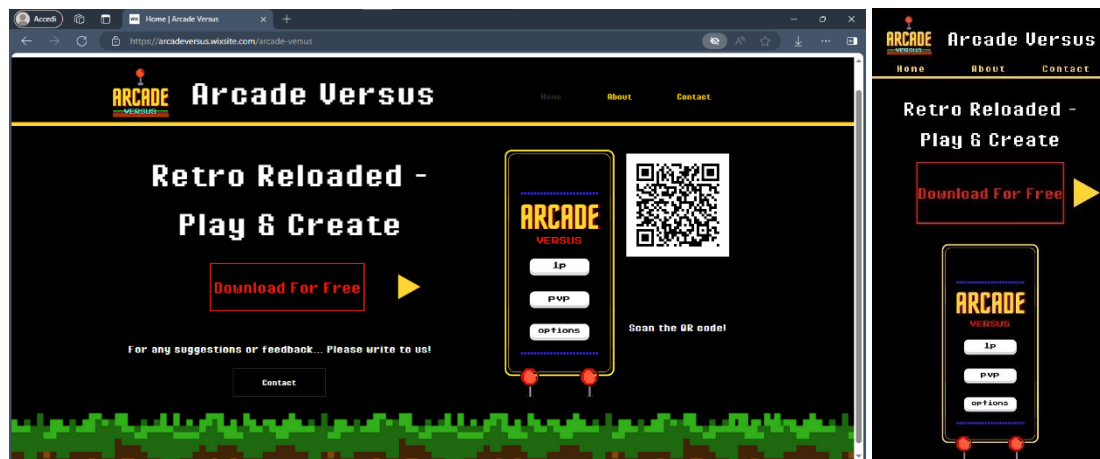 Accedi
Home | Arcade Versus
https://arcadeversus.wixsite.com/arcade-versus
ARCADE
VERSUS
Arcade Versus
Home
About
Contact
Retro Reloaded -
Play & Create
Download For Free
For any suggestions or feedback... Please write to us!
Contact
ARCADE
VERSUS
1P
PVP
options
Scan the QR code!
ARCADE
VERSUS
Arcade Versus
Home
About
Contact
Retro Reloaded -
Play & Create
Download For Free
ARCADE
VERSUS
1P
PVP
options